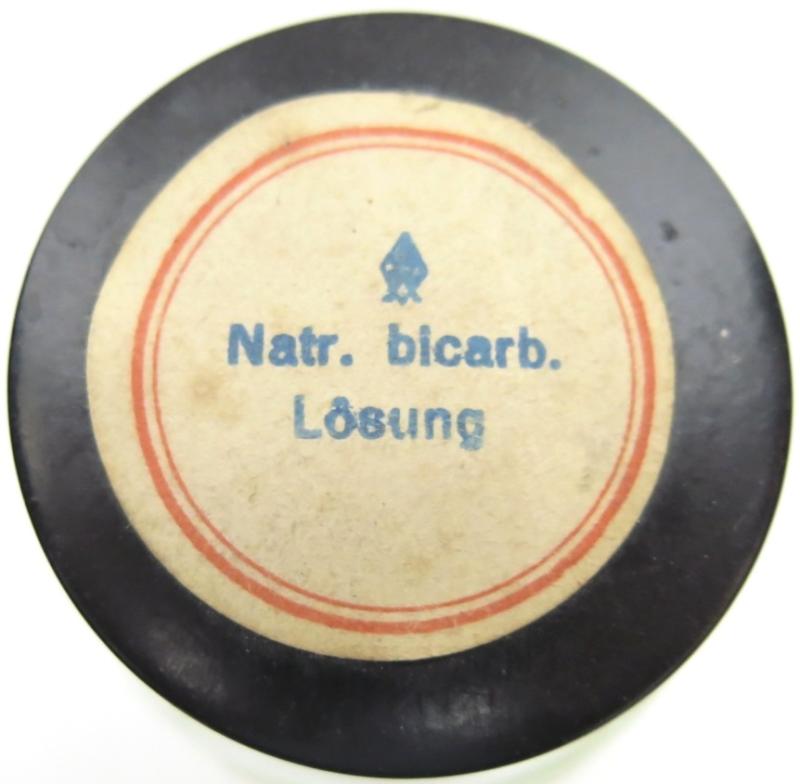 Natr. bicarb.
Lösung